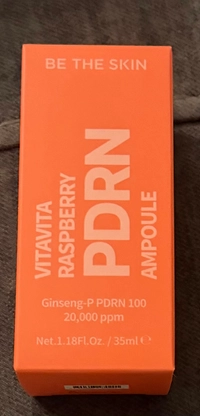 BE THE SKIN
VITAVITA
RASPBERRY
PDRN
AMPOULE
Ginseng-P PDRN 100
20,000 ppm
Net.1.18Fl.Oz. / 35ml ℮